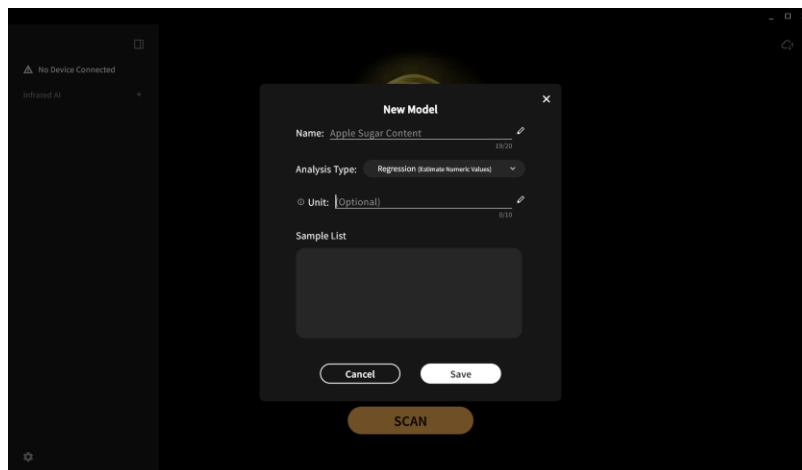 No Device Connected
Infrared AI +
New Model
Name: Apple Sugar Content
19/20
Analysis Type: Regression (Estimate Numeric Values)
Unit: (Optional)
0/10
Sample List
Cancel Save
SCAN